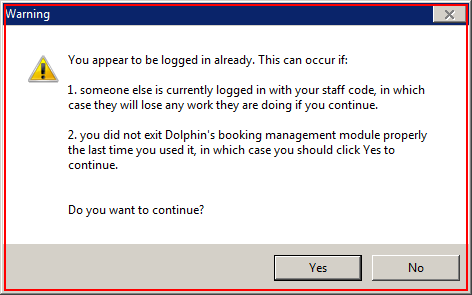 Warning
You appear to be logged in already. This can occur if:
1. someone else is currently logged in with your staff code, in which
case they will lose any work they are doing if you continue.
2. you did not exit Dolphin's booking management module properly
the last time you used it, in which case you should click Yes to
continue.
Do you want to continue?
Yes
No